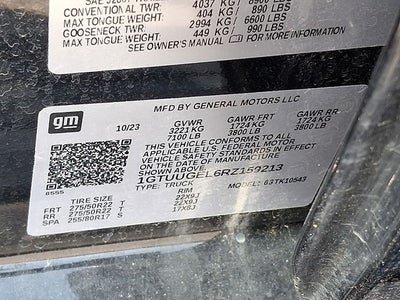 SAE J2807
CONVENTIONAL TWR: 4037 KG / 8900 LBS
MAX TONGUE WEIGHT: 404 KG / 890 LBS
GOOSENECK TWR: 2994 KG / 6600 LBS
MAX TONGUE WEIGHT: 449 KG / 990 LBS
SEE OWNER'S MANUAL FOR MORE INFORMATION
gm
MFD BY GENERAL MOTORS LLC
10/23 GVWR GAWR FRT GAWR RR
3221 KG 1724 KG 1724 KG
7100 LB 3800 LB 3800 LB
THIS VEHICLE CONFORMS TO ALL
APPLICABLE U.S. FEDERAL MOTOR
VEHICLE SAFETY STANDARDS IN
EFFECT ON THE DATE OF MANUFACTURE
SHOWN ABOVE.
1GTUUGEL6RZ159213
TYPE: TRUCK MODEL: 63TK10543
8555
TIRE SIZE RIM
FRT 275/50R22 T 22X9J
RR 275/50R22 T 22X9J
SPA 255/80R17 S 17X8J